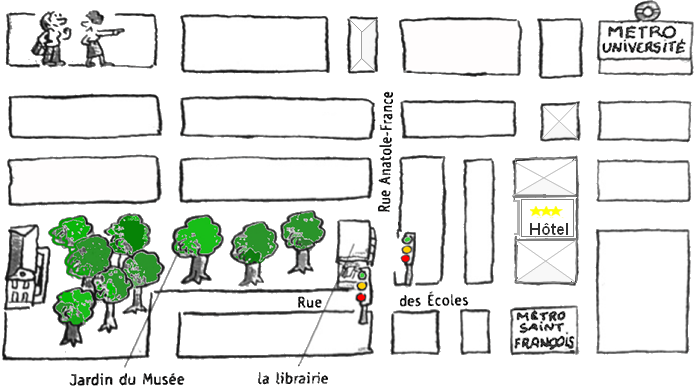 MÉTRO
UNIVERSITÉ
Rue Anatole-France
Hôtel
Rue des Écoles
MÉTRO
SAINT
FRANÇOIS
Jardin du Musée
la librairie